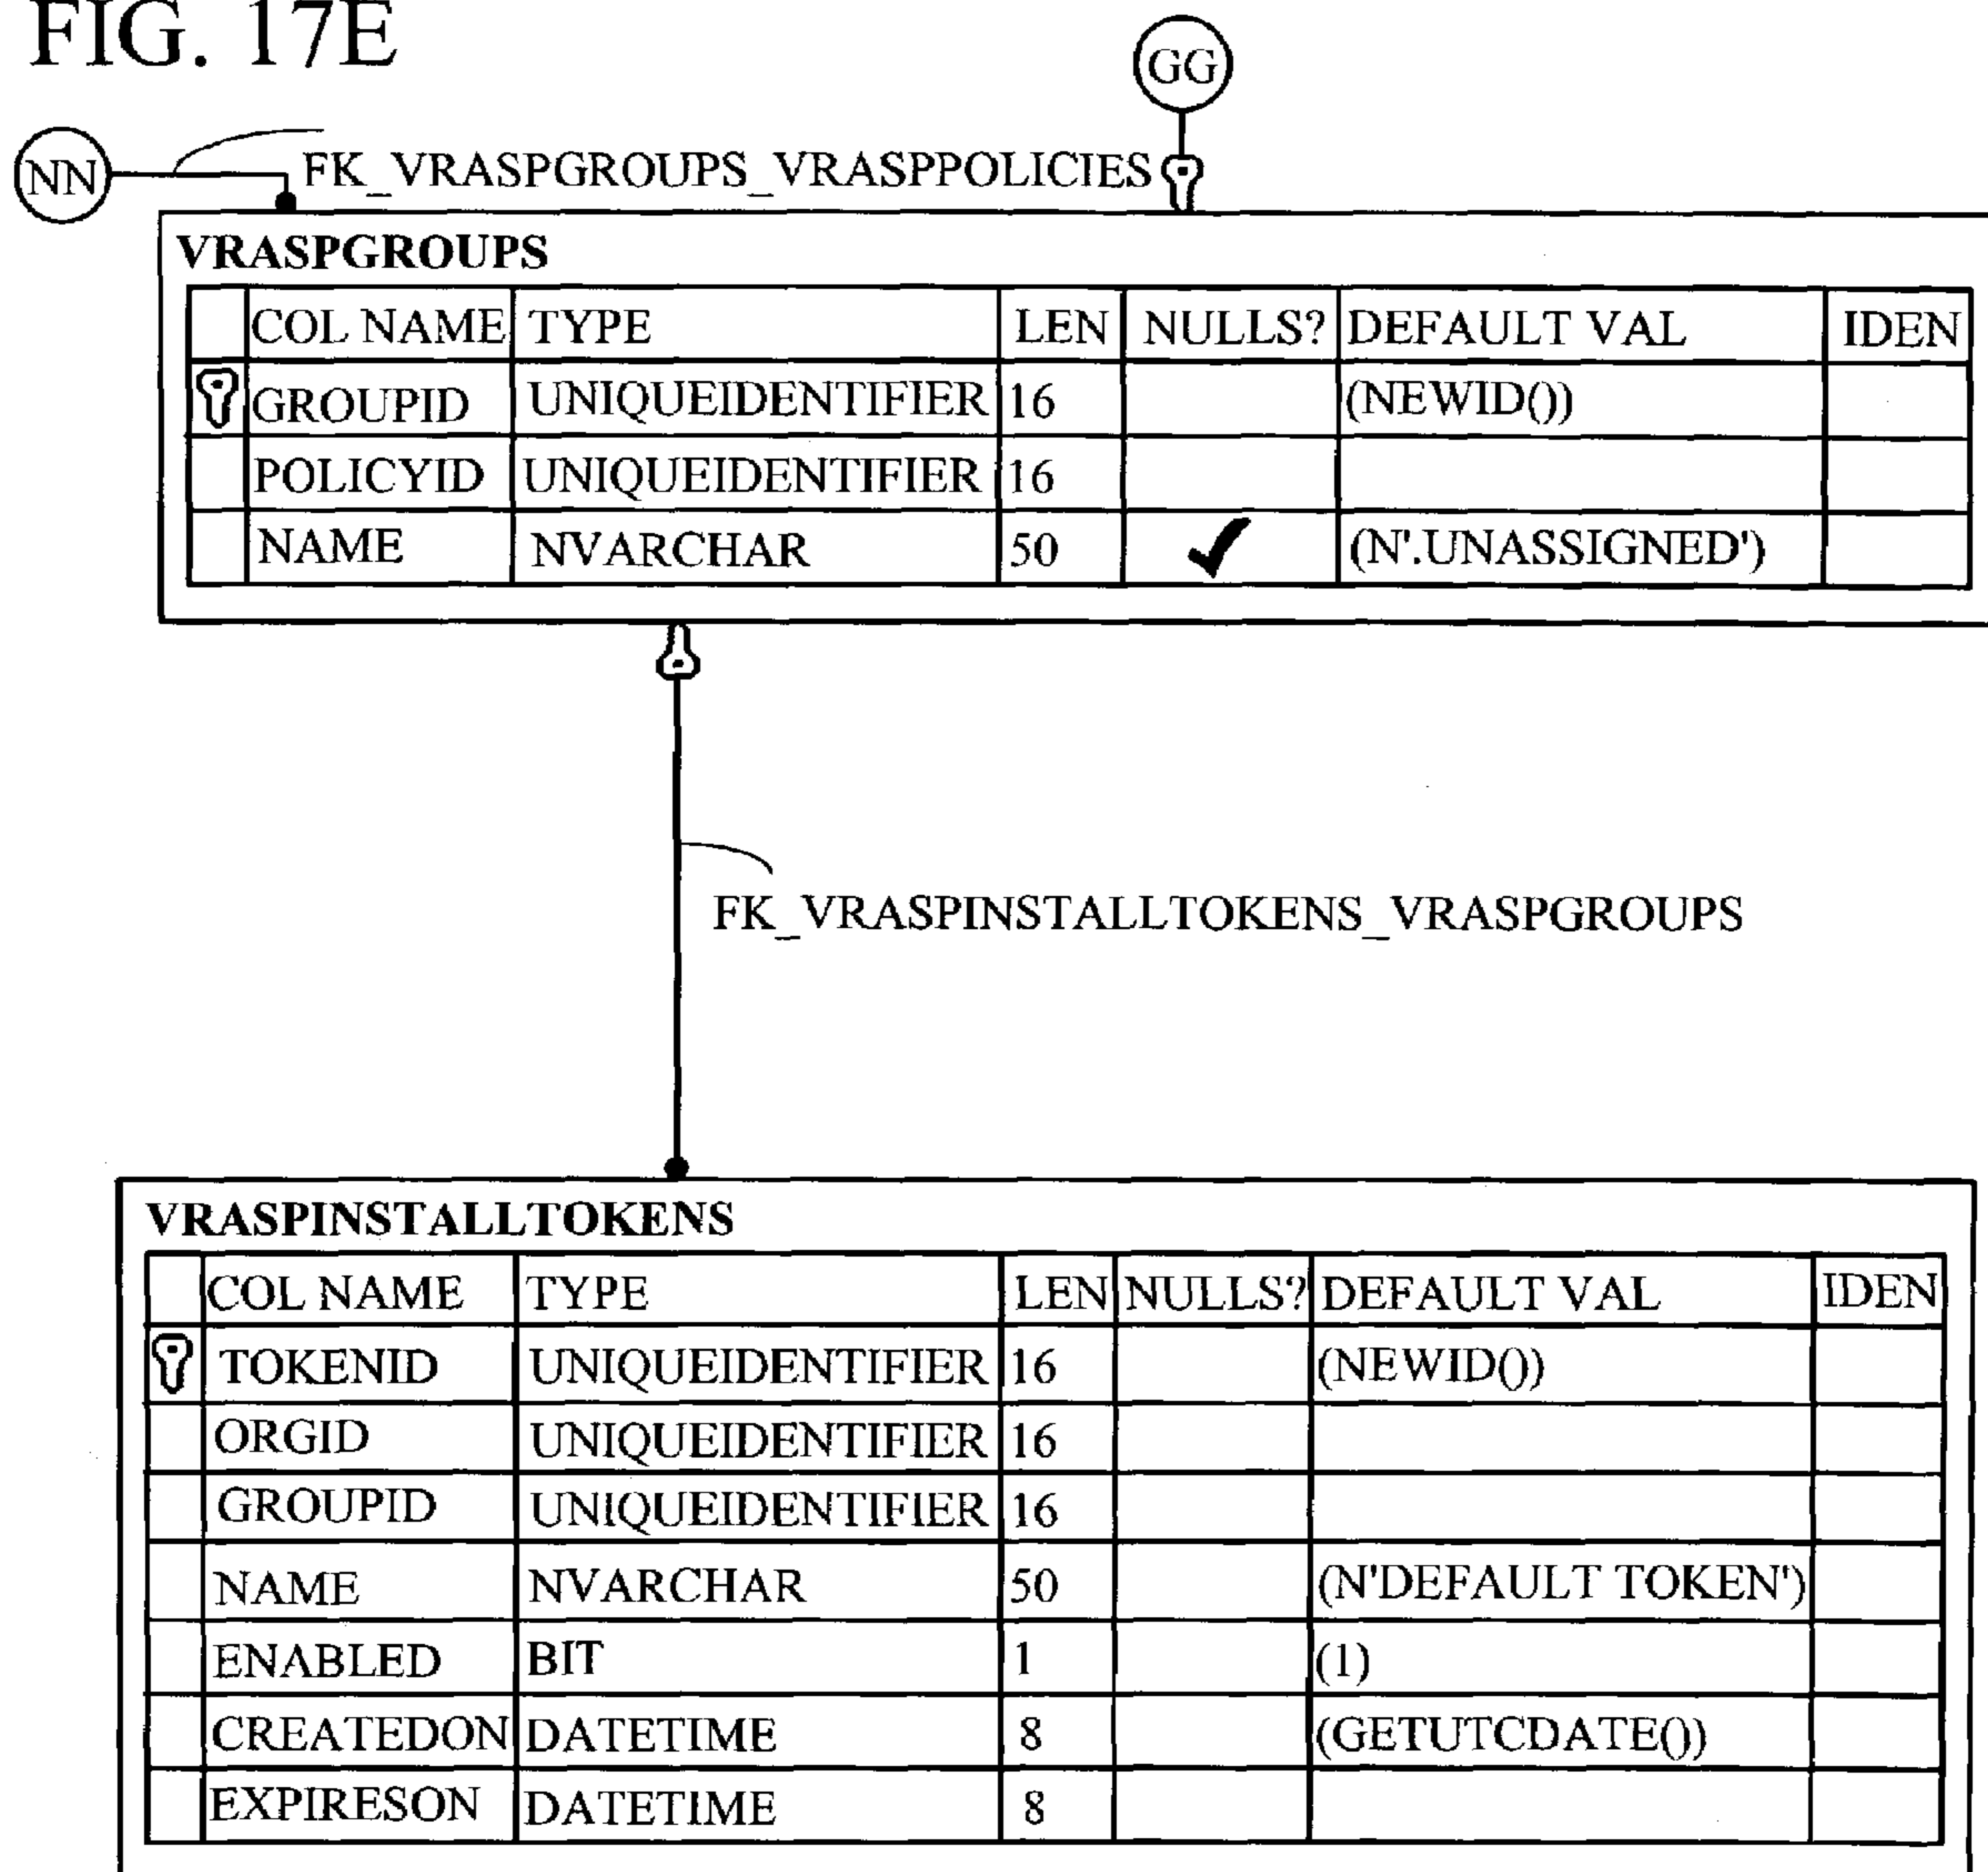 FIG. 17E
GG
NN
FK_VRASPGROUPS_VRASPPOLICIES
VRASPGROUPS
COL NAME TYPE LEN NULLS? DEFAULT VAL IDEN
GROUPID UNIQUEIDENTIFIER 16 (NEWID())
POLICYID UNIQUEIDENTIFIER 16
NAME NVARCHAR 50 ✓ (N'.UNASSIGNED')
FK_VRASPINSTALLTOKENS_VRASPGROUPS
VRASPINSTALLTOKENS
COL NAME TYPE LEN NULLS? DEFAULT VAL IDEN
TOKENID UNIQUEIDENTIFIER 16 (NEWID())
ORGID UNIQUEIDENTIFIER 16
GROUPID UNIQUEIDENTIFIER 16
NAME NVARCHAR 50 (N'DEFAULT TOKEN')
ENABLED BIT 1 (1)
CREATEDON DATETIME 8 (GETUTCDATE())
EXPIRESON DATETIME 8